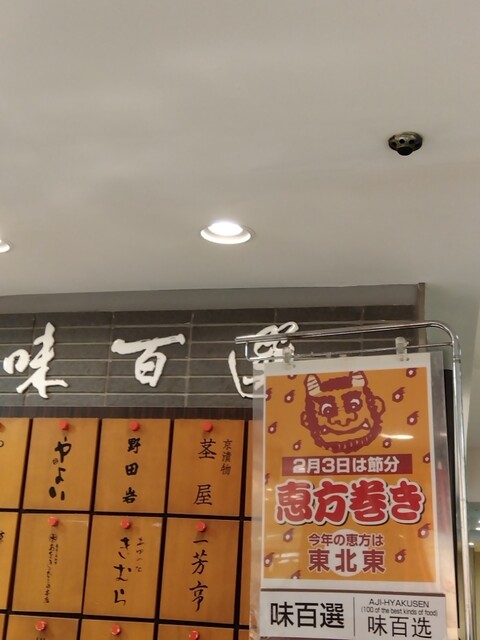 味百選
やよい
野田岩
京漬物
茎屋
きむら
一芳亭
2月3日は節分
恵方巻き
今年の恵方は
東北東
味百選
AJI-HYAKUSEN
(100 of the best kinds of food)
味百选